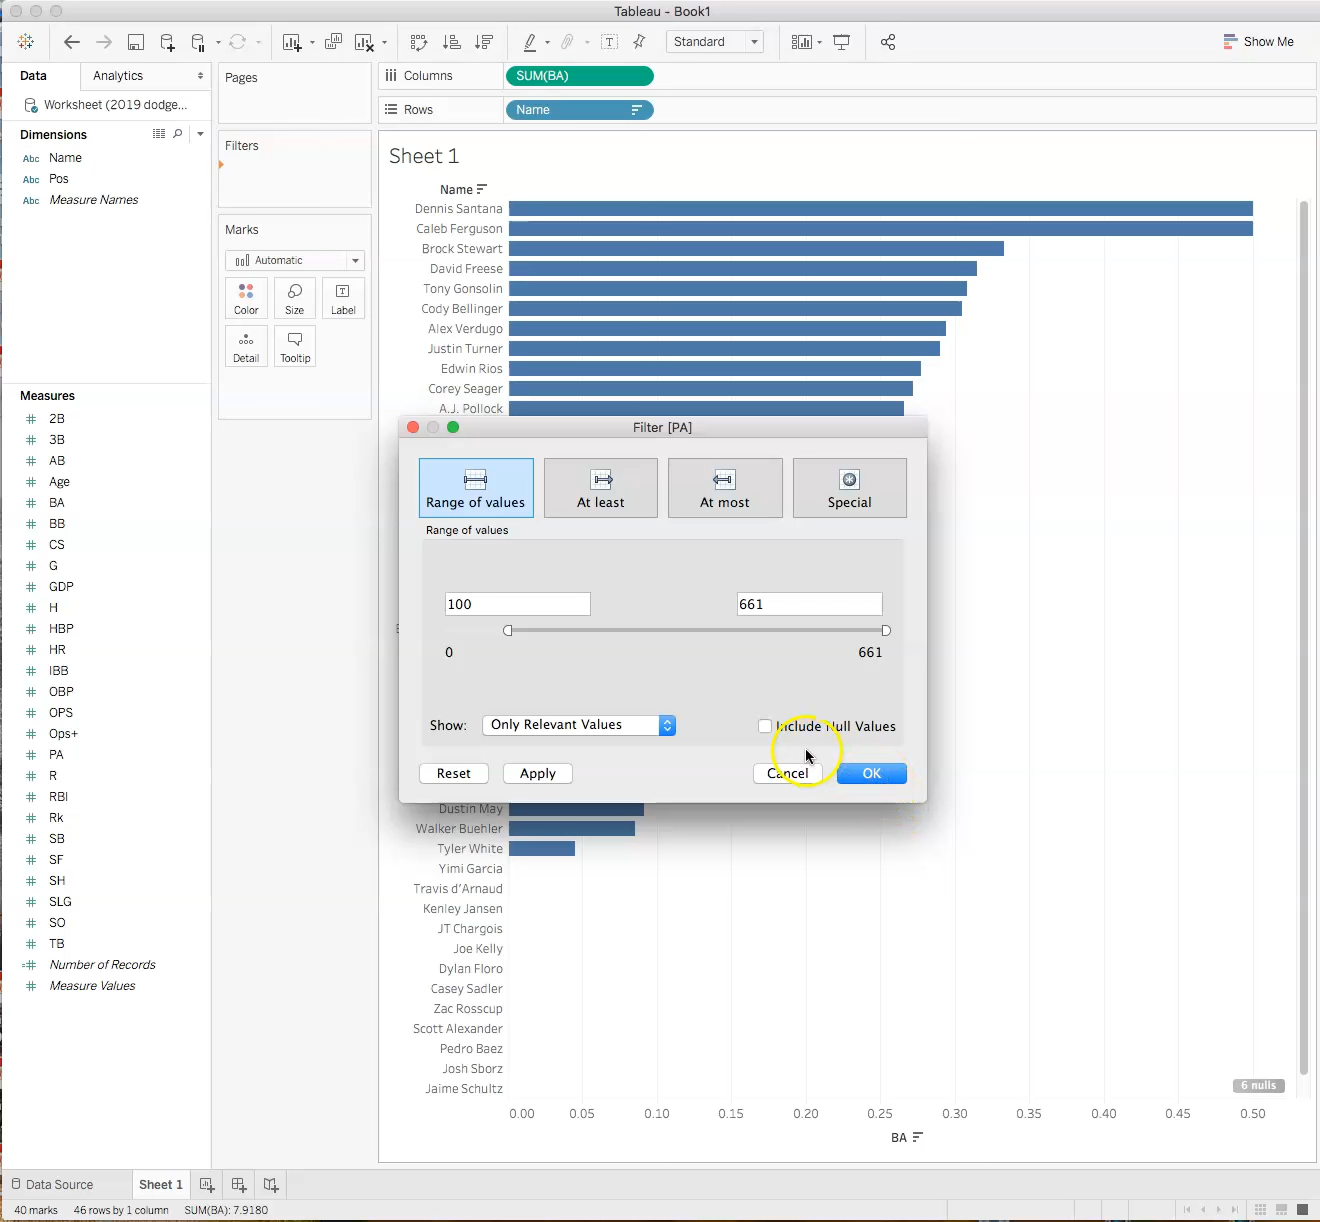 Tableau - Book1
Standard
Show Me
Data
Analytics
Worksheet (2019 dodge...
Dimensions
Abc Name
Abc Pos
Abc Measure Names
Measures
2B
3B
AB
Age
BA
BB
CS
G
GDP
H
HBP
HR
IBB
OBP
OPS
Ops+
PA
R
RBI
Rk
SB
SF
SH
SLG
SO
TB
Number of Records
Measure Values
Pages
Filters
Marks
Automatic
Color
Size
Label
Detail
Tooltip
Columns
SUM(BA)
Rows
Name
Sheet 1
Name
Dennis Santana
Caleb Ferguson
Brock Stewart
David Freese
Tony Gonsolin
Cody Bellinger
Alex Verdugo
Justin Turner
Edwin Rios
Corey Seager
A.J. Pollock
Filter [PA]
Range of values
At least
At most
Special
Range of values
100
661
0
661
Show:
Only Relevant Values
Include Null Values
Reset
Apply
Cancel
OK
Dustin May
Walker Buehler
Tyler White
Yimi Garcia
Travis d'Arnaud
Kenley Jansen
JT Chargois
Joe Kelly
Dylan Floro
Casey Sadler
Zac Rosscup
Scott Alexander
Pedro Baez
Josh Sborz
Jaime Schultz
6 nulls
0.00 0.05 0.10 0.15 0.20 0.25 0.30 0.35 0.40 0.45 0.50
BA
Data Source
Sheet 1
40 marks 46 rows by 1 column SUM(BA): 7.9180